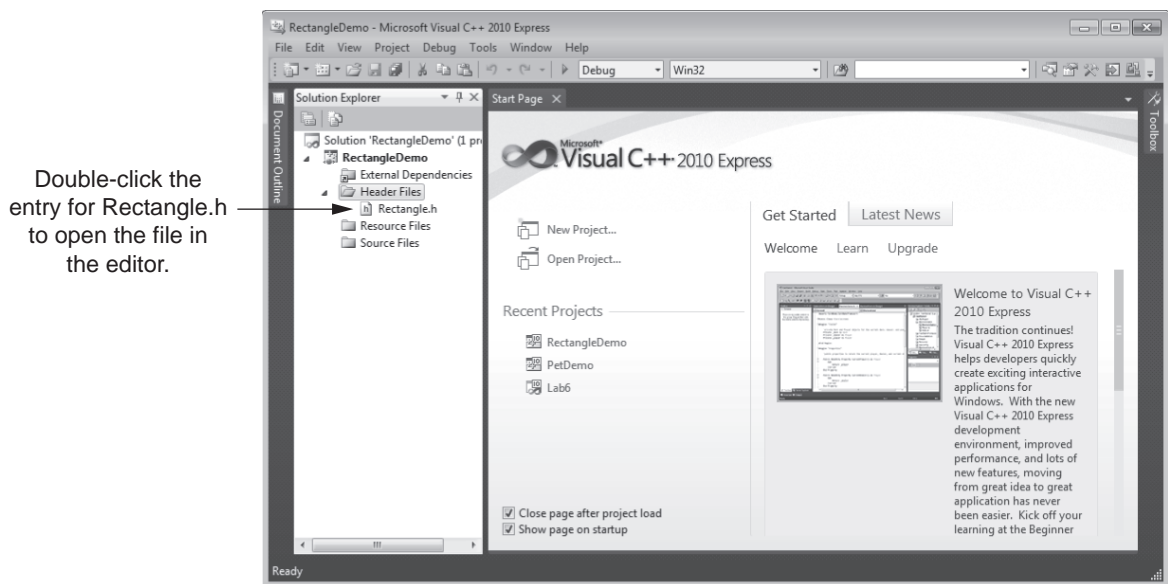 Double-click the
entry for Rectangle.h
to open the file in
the editor.
RectangleDemo - Microsoft Visual C++ 2010 Express
File Edit View Project Debug Tools Window Help
Debug Win32
Document Outline
Solution Explorer
Solution 'RectangleDemo' (1 pr
RectangleDemo
External Dependencies
Header Files
Rectangle.h
Resource Files
Source Files
Start Page
Toolbox
Microsoft
Visual C++ 2010 Express
New Project...
Open Project...
Recent Projects
RectangleDemo
PetDemo
Lab6
Close page after project load
Show page on startup
Get Started Latest News
Welcome Learn Upgrade
Welcome to Visual C++
2010 Express
The tradition continues!
Visual C++ 2010 Express
helps developers quickly
create exciting interactive
applications for
Windows. With the new
Visual C++ 2010 Express
development
environment, improved
performance, and lots of
new features, moving
from great idea to great
application has never
been easier. Kick off your
learning at the Beginner
Ready